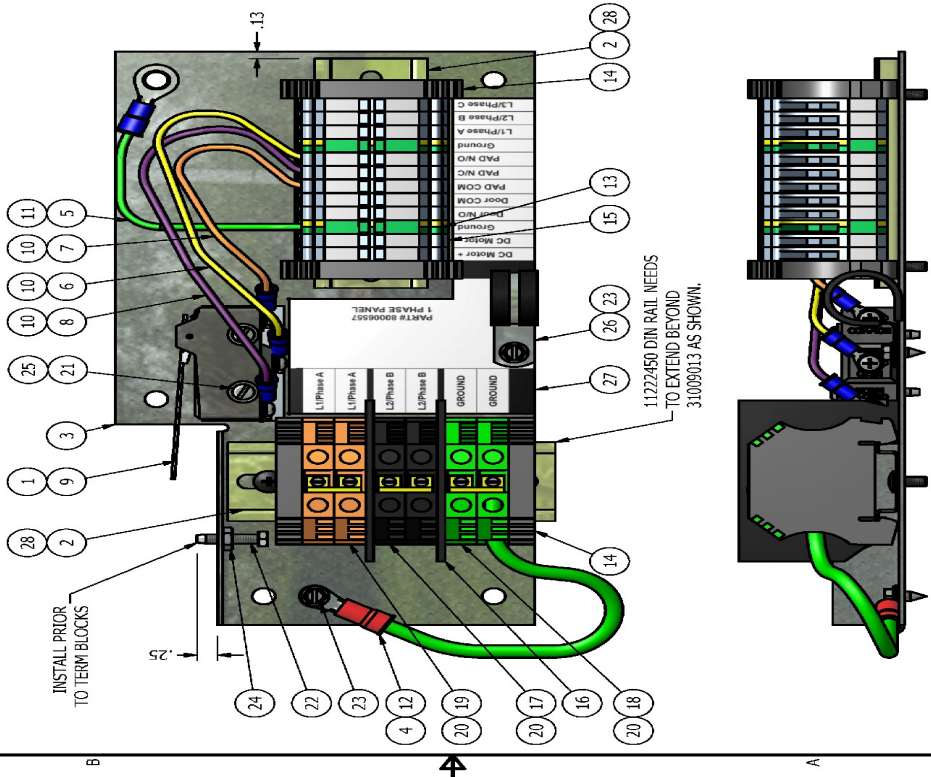 .13
28
2
14
11
5
10
7
10
6
10
8
25
21
3
1
9
28
2
INSTALL PRIOR
TO TERM BLOCKS
.25
24
22
23
12
4
19
20
17
20
16
18
20
14
27
26
23
15
13
11222450 DIN RAIL NEEDS
TO EXTEND BEYOND
31009013 AS SHOWN.
L3/Phase C
L2/Phase B
L1/Phase A
Ground
PAD N/O
PAD N/C
PAD COM
Door COM
Door N/O
Ground
DC Motor -
DC Motor +
PART# 80006557
1 PHASE PANEL
L1/Phase A
L1/Phase A
L2/Phase B
L2/Phase B
GROUND
GROUND
B
A